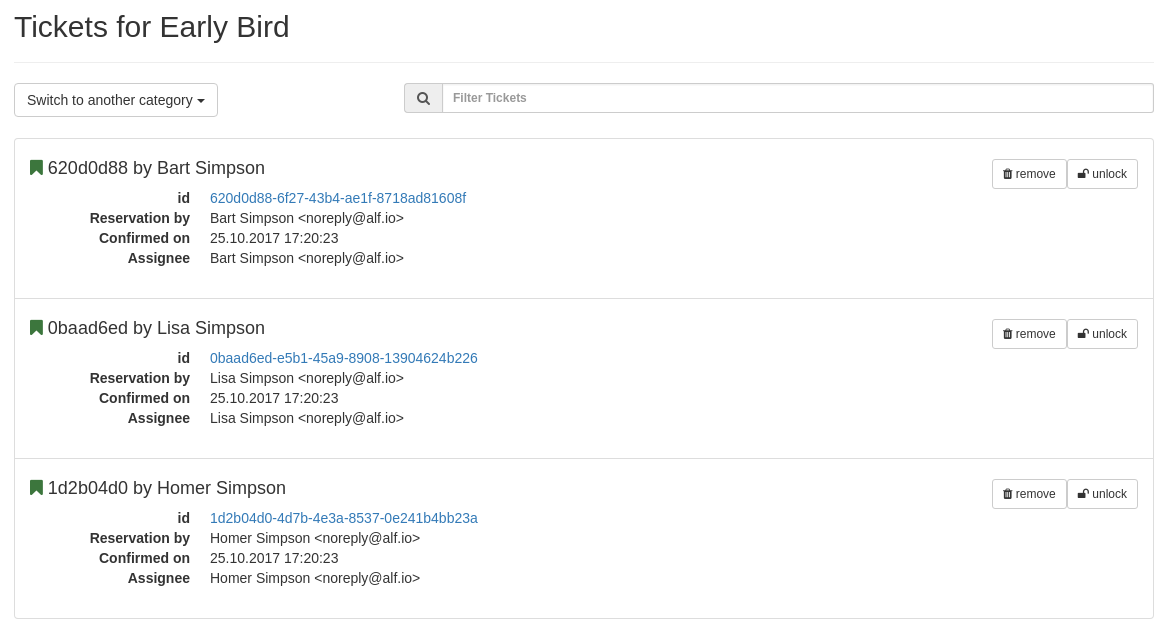 Tickets for Early Bird
Switch to another category
Filter Tickets
620d0d88 by Bart Simpson
remove unlock
id 620d0d88-6f27-43b4-ae1f-8718ad81608f
Reservation by Bart Simpson <noreply@alf.io>
Confirmed on 25.10.2017 17:20:23
Assignee Bart Simpson <noreply@alf.io>
0baad6ed by Lisa Simpson
remove unlock
id 0baad6ed-e5b1-45a9-8908-13904624b226
Reservation by Lisa Simpson <noreply@alf.io>
Confirmed on 25.10.2017 17:20:23
Assignee Lisa Simpson <noreply@alf.io>
1d2b04d0 by Homer Simpson
remove unlock
id 1d2b04d0-4d7b-4e3a-8537-0e241b4bb23a
Reservation by Homer Simpson <noreply@alf.io>
Confirmed on 25.10.2017 17:20:23
Assignee Homer Simpson <noreply@alf.io>